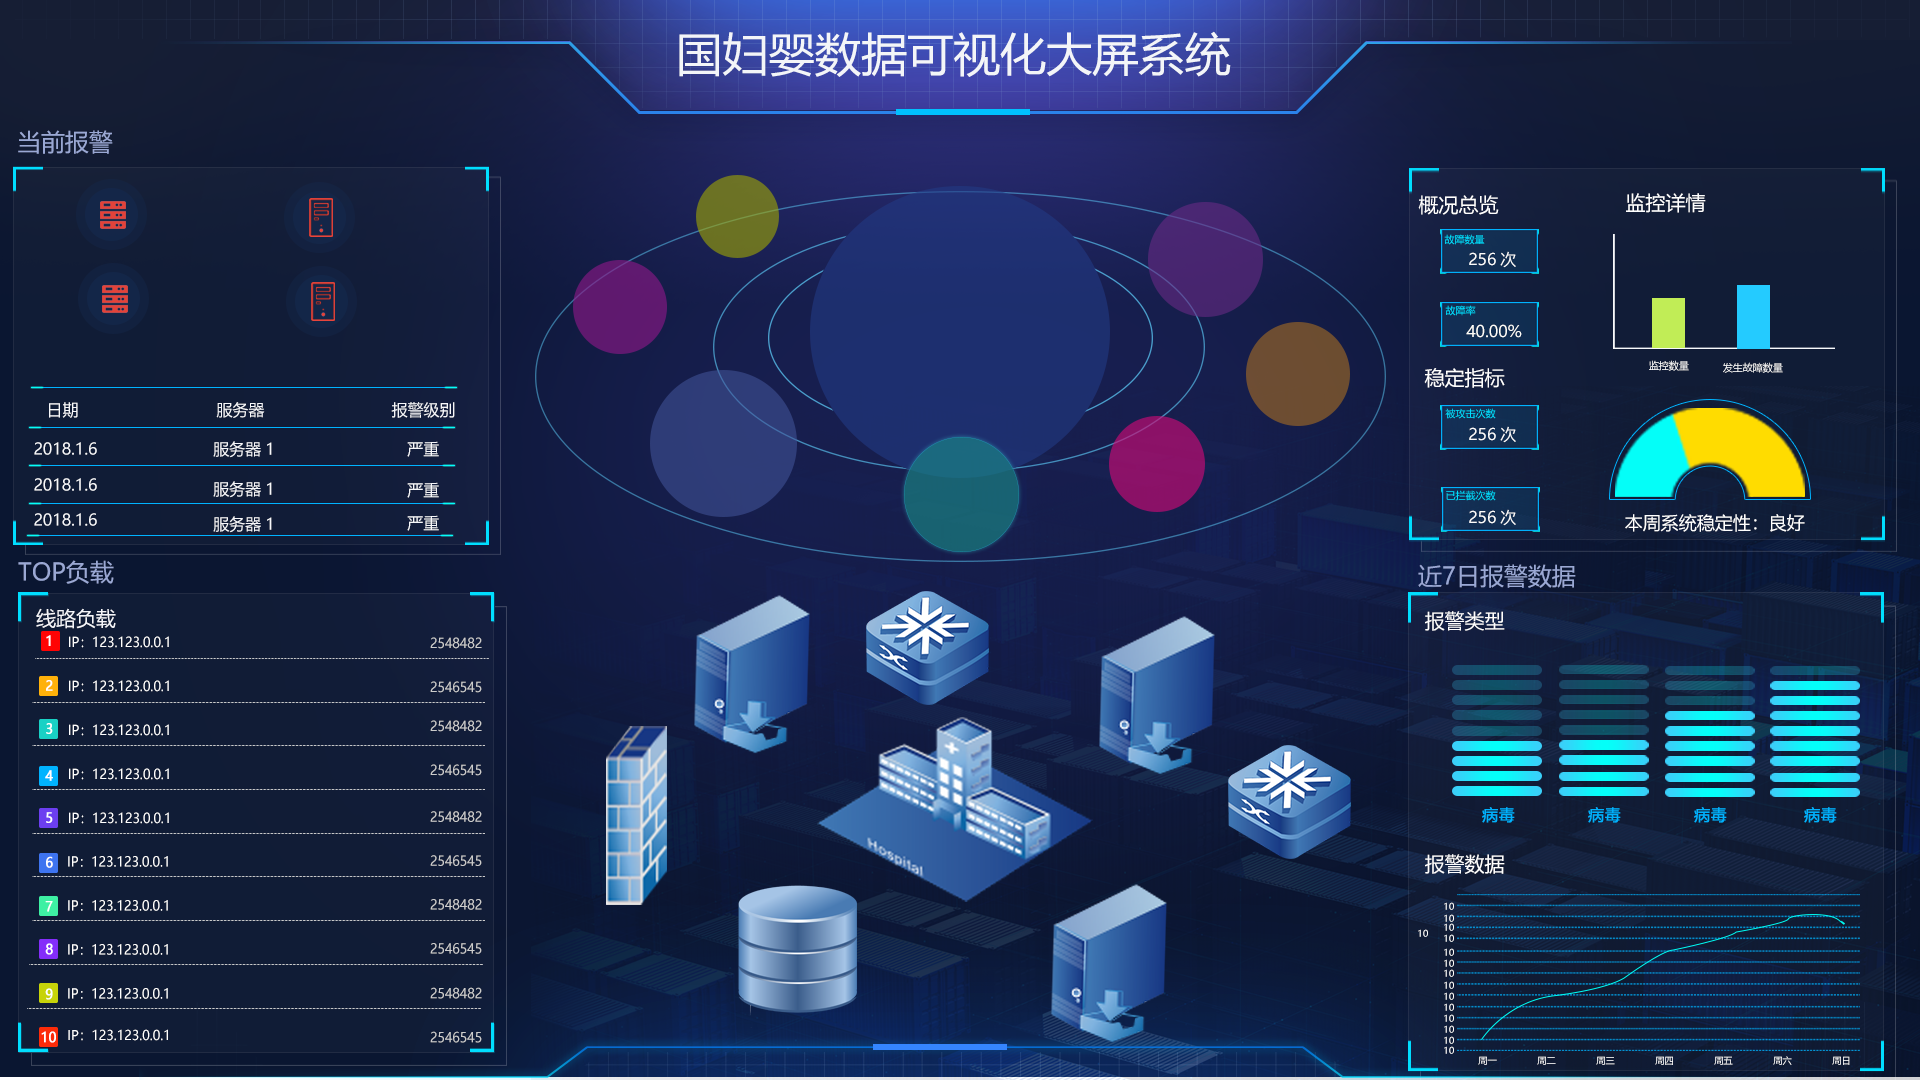 国妇婴数据可视化大屏系统
当前报警
日期 服务器 报警级别
2018.1.6 服务器 1 严重
2018.1.6 服务器 1 严重
2018.1.6 服务器 1 严重
TOP负载
线路负载
1 IP: 123.123.0.0.1 2548482
2 IP: 123.123.0.0.1 2546545
3 IP: 123.123.0.0.1 2548482
4 IP: 123.123.0.0.1 2546545
5 IP: 123.123.0.0.1 2548482
6 IP: 123.123.0.0.1 2546545
7 IP: 123.123.0.0.1 2548482
8 IP: 123.123.0.0.1 2546545
9 IP: 123.123.0.0.1 2548482
10 IP: 123.123.0.0.1 2546545
Hospital
概况总览
故障数量
256 次
故障率
40.00%
稳定指标
被攻击次数
256 次
已拦截次数
256 次
监控详情
监控数量 发生故障数量
本周系统稳定性：良好
近7日报警数据
报警类型
病毒 病毒 病毒 病毒
报警数据
10
10
10
10
10
10
10
10
10
10
10
10
10
10
周一 周二 周三 周四 周五 周六 周日